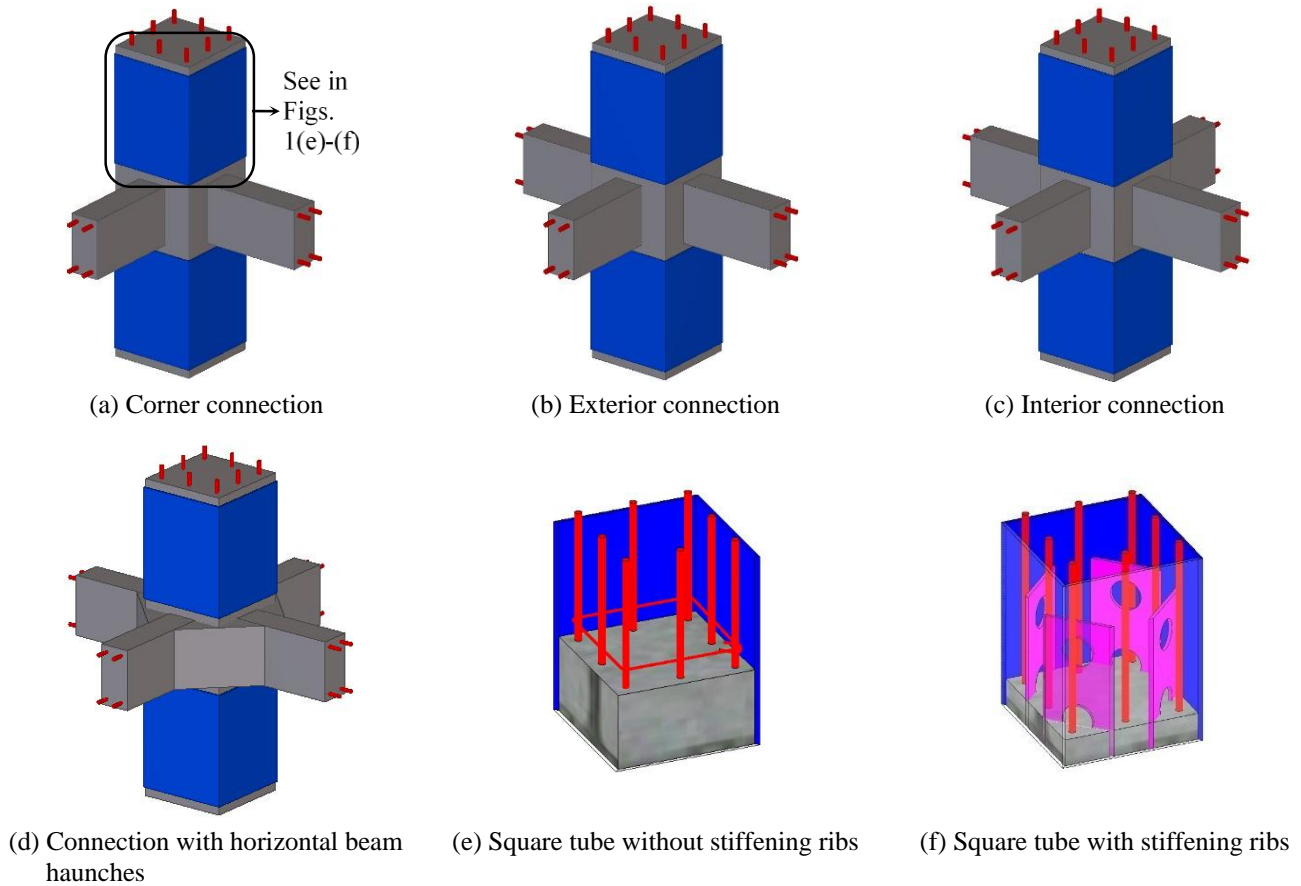 See in
Figs.
1(e)-(f)
(a) Corner connection
(b) Exterior connection
(c) Interior connection
(d) Connection with horizontal beam
haunches
(e) Square tube without stiffening ribs
(f) Square tube with stiffening ribs